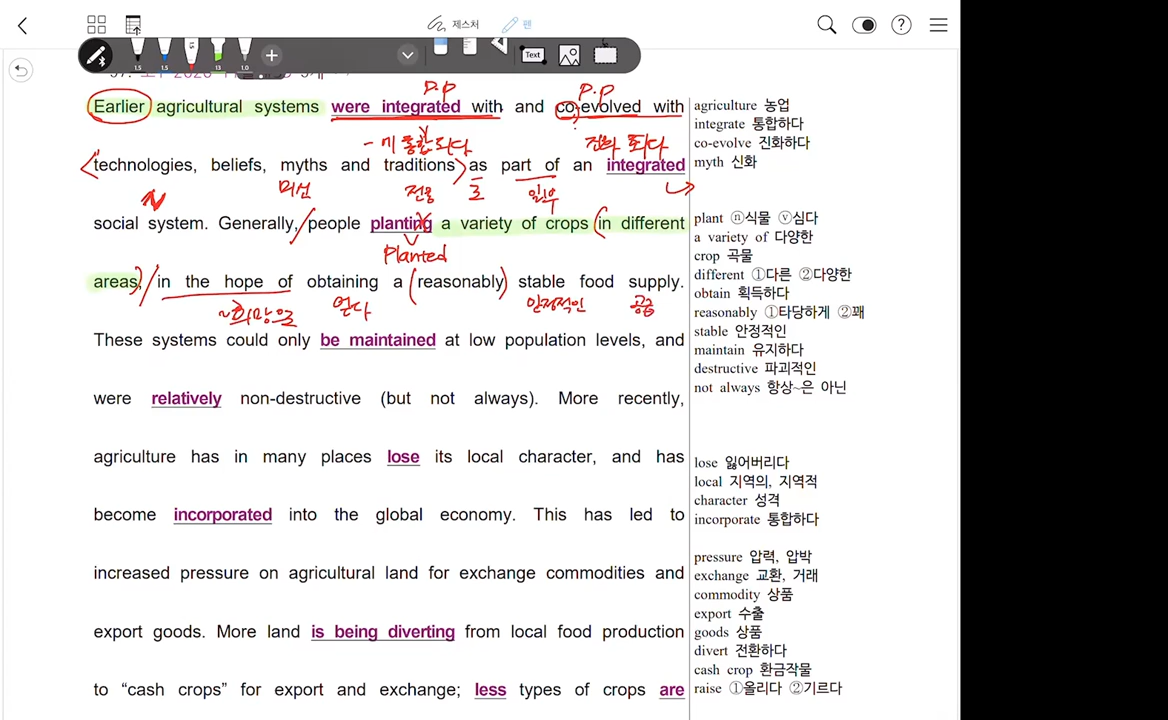 제스처 펜
1.5 1.5 1.5 13 1.0 Text
p.p p.p
Earlier agricultural systems were integrated with and co-evolved with
-에 통합되다 진화 되다
technologies, beliefs, myths and traditions as part of an integrated
미신 전통 로 일부
social system. Generally, people planting a variety of crops in different
planted
areas, in the hope of obtaining a (reasonably) stable food supply.
~희망으로 얻다 안정적인 공급
These systems could only be maintained at low population levels, and
were relatively non-destructive (but not always). More recently,
agriculture has in many places lose its local character, and has
become incorporated into the global economy. This has led to
increased pressure on agricultural land for exchange commodities and
export goods. More land is being diverting from local food production
to “cash crops” for export and exchange; less types of crops are
agriculture 농업
integrate 통합하다
co-evolve 진화하다
myth 신화
plant ⓝ식물 ⓥ심다
a variety of 다양한
crop 곡물
different ①다른 ②다양한
obtain 획득하다
reasonably ①타당하게 ②꽤
stable 안정적인
maintain 유지하다
destructive 파괴적인
not always 항상~은 아닌
lose 잃어버리다
local 지역의, 지역적
character 성격
incorporate 통합하다
pressure 압력, 압박
exchange 교환, 거래
commodity 상품
export 수출
goods 상품
divert 전환하다
cash crop 환금작물
raise ①올리다 ②기르다